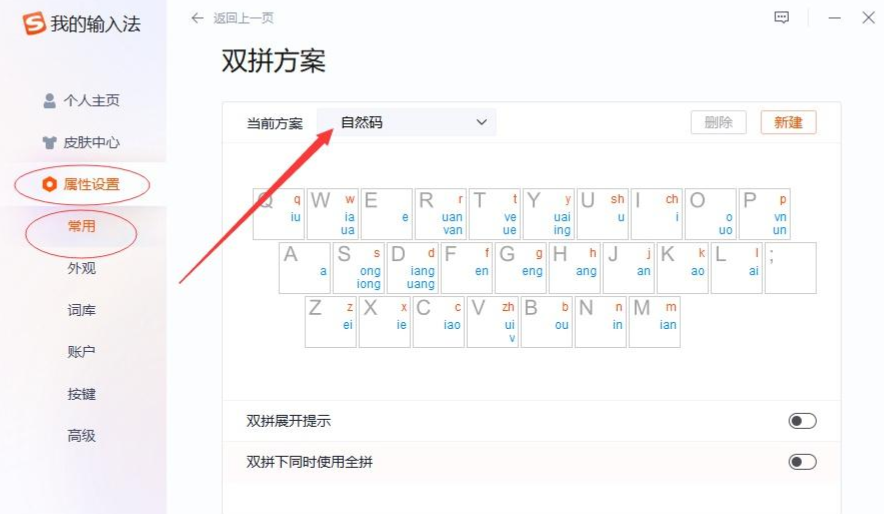 S 我的输入法
← 返回上一页
双拼方案
个人主页
皮肤中心
属性设置
常用
外观
词库
账户
按键
高级
当前方案 自然码 删除 新建
Q q iu W w ia ua E e R r uan van T t ve ue Y y uai ing U sh u I ch i O o uo P p vn un
A a S s ong iong D d iang uang F f en G g eng H h ang J j an K k ao L l ai ;
Z z ei X x ie C c iao V zh ui v B b ou N n in M m ian
双拼展开提示
双拼下同时使用全拼